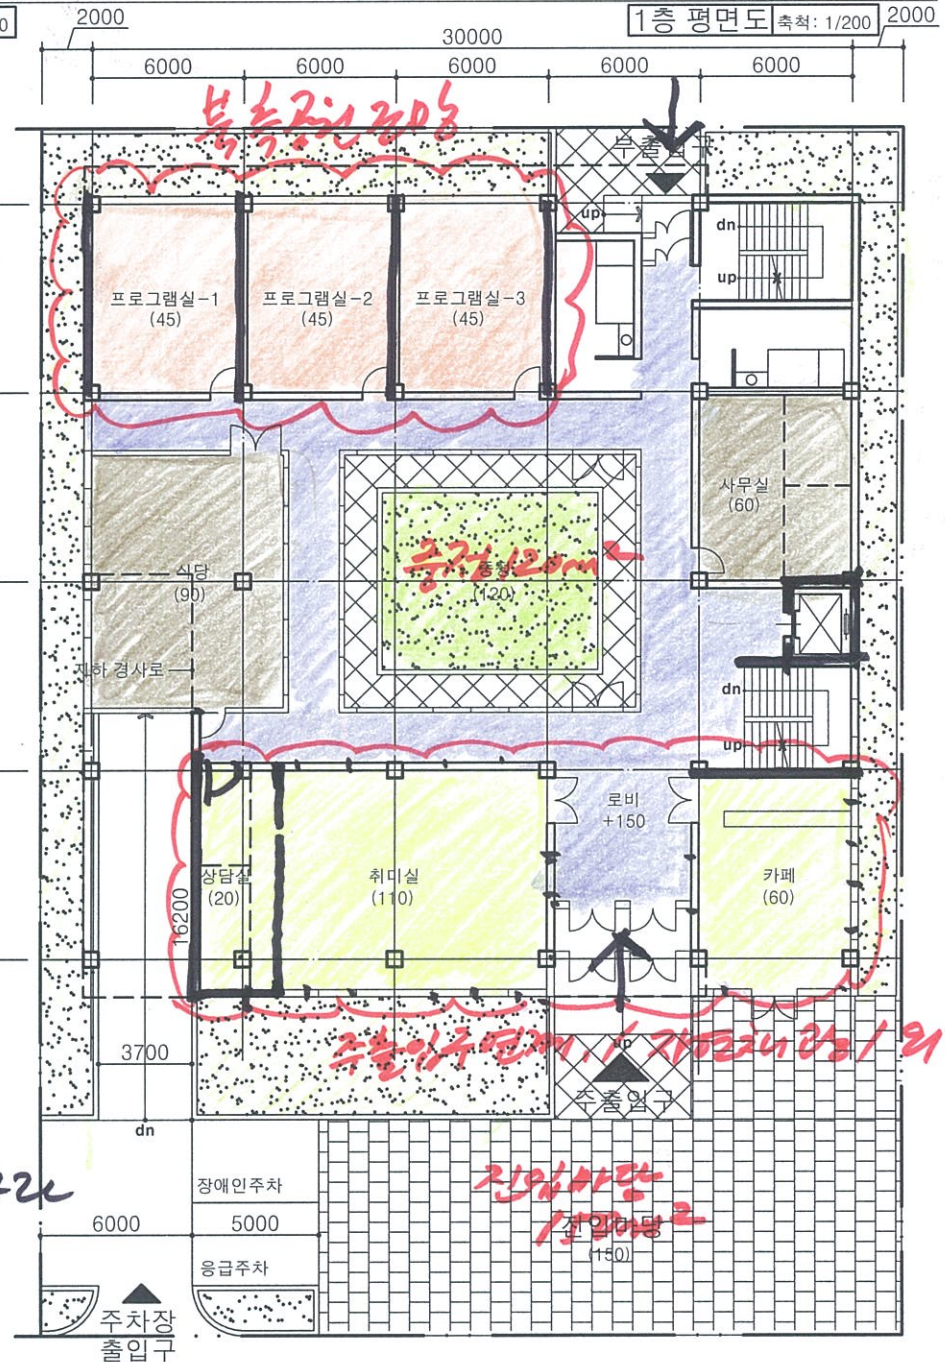 2000
1층 평면도 축척: 1/200
2000
30000
6000 6000 6000 6000 6000
부출입구
up
dn
up
프로그램실-1
(45)
프로그램실-2
(45)
프로그램실-3
(45)
사무실
(60)
식당
(90)
중정 120m²
(120)
지하 경사로
dn
up
로비
+150
상담실
(20)
취미실
(110)
카페
(60)
16200
3700
up
주출입구
dn
장애인주차
진입마당
진입마당
(150)
6000 5000
응급주차
주차장
출입구